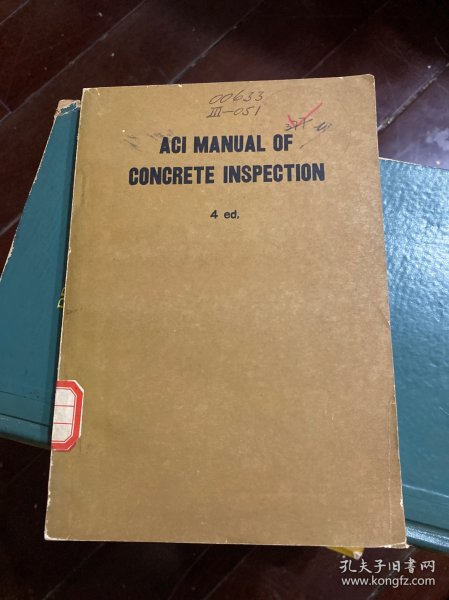 00633
III-051
ACI MANUAL OF
CONCRETE INSPECTION
4 ed.
孔夫子旧书网
www.kongfz.com